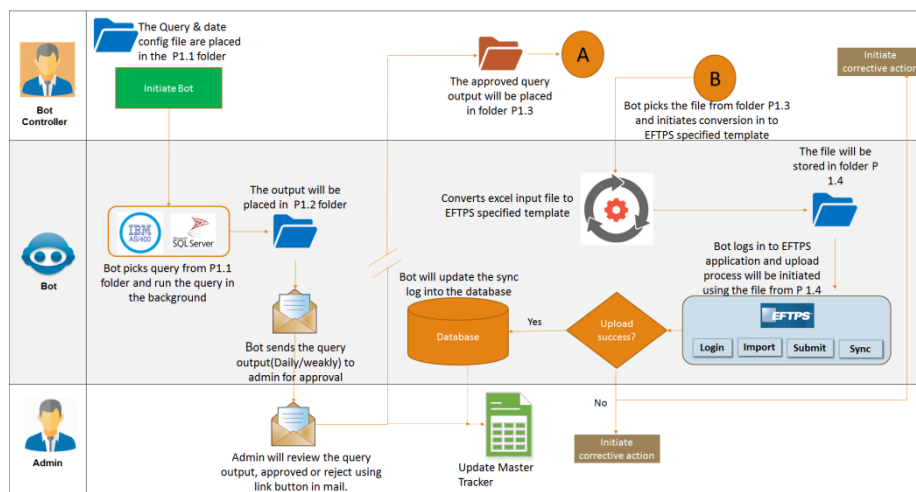 The Query & date
config file are placed
in the P1.1 folder
Initiate Bot
Bot
Controller
The approved query
output will be placed
in folder P1.3
A
B
Bot picks the file from folder P1.3
and initiates conversion in to
EFTPS specified template
Initiate
corrective action
The output will be
placed in P1.2 folder
IBM
AS/400
Microsoft
SQL Server
Bot picks query from P1.1
folder and run the query in
the background
Bot
Converts excel input file to
EFTPS specified template
The file will be
stored in folder P
1.4
Bot logs in to EFTPS
application and upload
process will be initiated
using the file from P 1.4
EFTPS
Login
Import
Submit
Sync
Upload
success?
Yes
Bot will update the sync
log into the database
Database
Bot sends the query
output(Daily/weekly) to
admin for approval
No
Initiate
corrective action
Admin
Admin will review the query
output, approved or reject using
link button in mail.
Update Master
Tracker